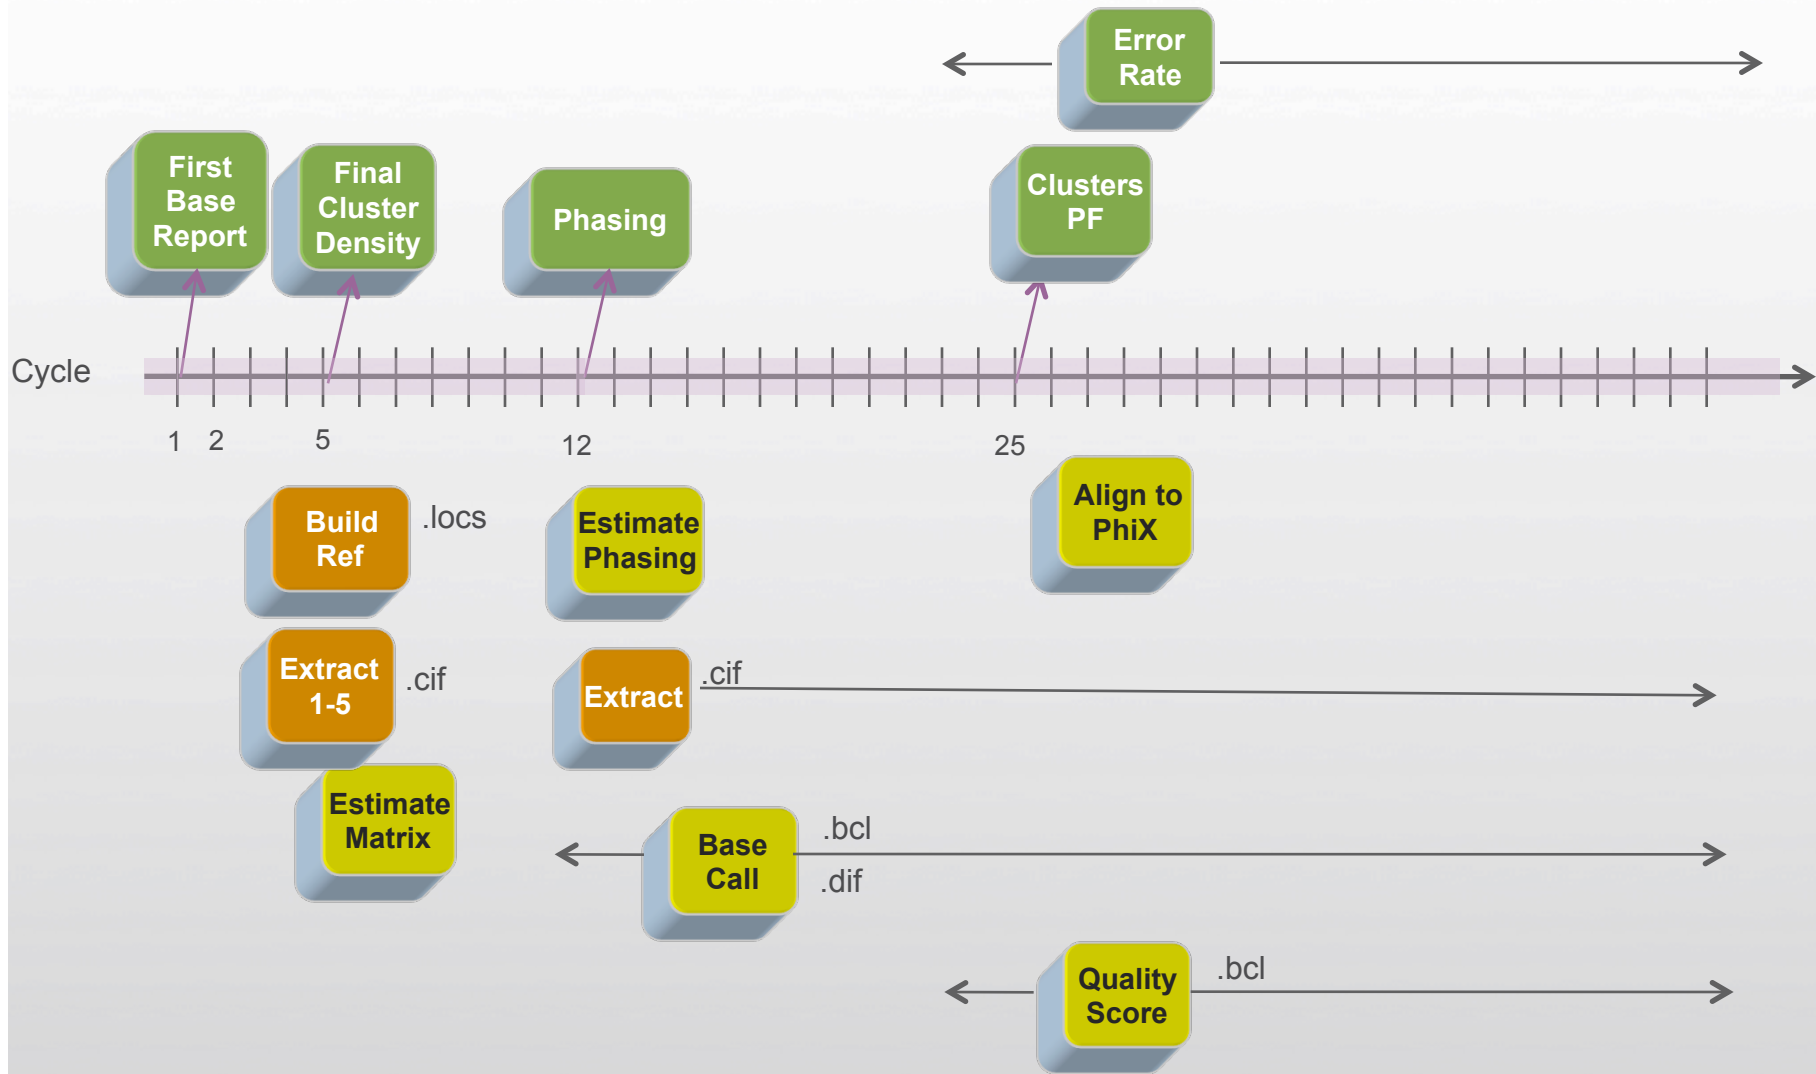 Error
Rate
First
Base
Report
Final
Cluster
Density
Phasing
Clusters
PF
Cycle
1
2
5
12
25
Build
Ref
.locs
Estimate
Phasing
Align to
PhiX
Extract
1-5
.cif
Extract
.cif
Estimate
Matrix
Base
Call
.bcl
.dif
Quality
Score
.bcl